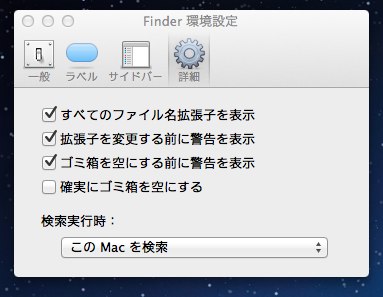 Finder 環境設定
一般 ラベル サイドバー 詳細
すべてのファイル名拡張子を表示
拡張子を変更する前に警告を表示
ゴミ箱を空にする前に警告を表示
確実にゴミ箱を空にする
検索実行時：
この Mac を検索